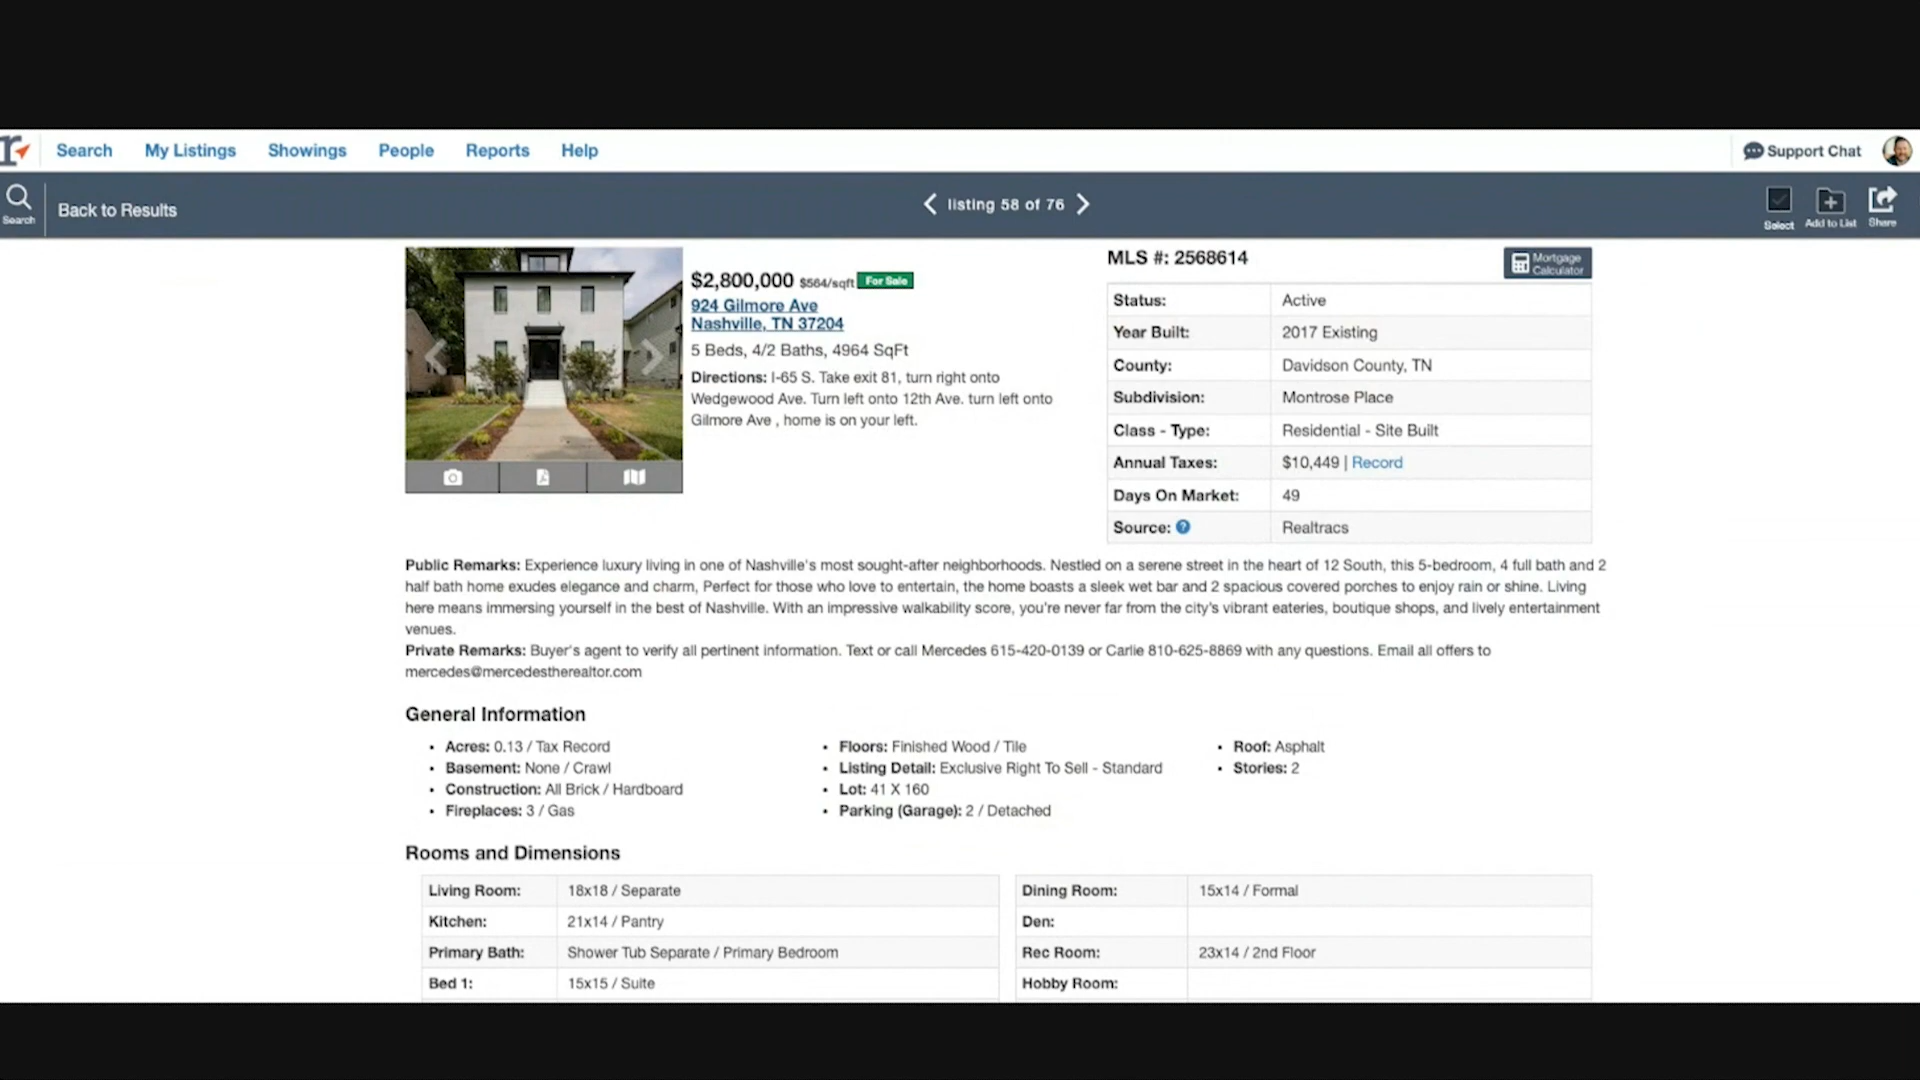 Search My Listings Showings People Reports Help Support Chat
Search Back to Results listing 58 of 76 Select Add to List Share
$2,800,000 $564/sqft For Sale
924 Gilmore Ave
Nashville, TN 37204
5 Beds, 4/2 Baths, 4964 SqFt
Directions: I-65 S. Take exit 81, turn right onto
Wedgewood Ave. Turn left onto 12th Ave. turn left onto
Gilmore Ave , home is on your left.
MLS #: 2568614
Mortgage
Calculator
Status: Active
Year Built: 2017 Existing
County: Davidson County, TN
Subdivision: Montrose Place
Class - Type: Residential - Site Built
Annual Taxes: $10,449 | Record
Days On Market: 49
Source: ? Realtracs
Public Remarks: Experience luxury living in one of Nashville's most sought-after neighborhoods. Nestled on a serene street in the heart of 12 South, this 5-bedroom, 4 full bath and 2
half bath home exudes elegance and charm, Perfect for those who love to entertain, the home boasts a sleek wet bar and 2 spacious covered porches to enjoy rain or shine. Living
here means immersing yourself in the best of Nashville. With an impressive walkability score, you're never far from the city's vibrant eateries, boutique shops, and lively entertainment
venues.
Private Remarks: Buyer's agent to verify all pertinent information. Text or call Mercedes 615-420-0139 or Carlie 810-625-8869 with any questions. Email all offers to
mercedes@mercedestherealtor.com
General Information
• Acres: 0.13 / Tax Record
• Basement: None / Crawl
• Construction: All Brick / Hardboard
• Fireplaces: 3 / Gas
• Floors: Finished Wood / Tile
• Listing Detail: Exclusive Right To Sell - Standard
• Lot: 41 X 160
• Parking (Garage): 2 / Detached
• Roof: Asphalt
• Stories: 2
Rooms and Dimensions
Living Room: 18x18 / Separate
Kitchen: 21x14 / Pantry
Primary Bath: Shower Tub Separate / Primary Bedroom
Bed 1: 15x15 / Suite
Dining Room: 15x14 / Formal
Den:
Rec Room: 23x14 / 2nd Floor
Hobby Room: